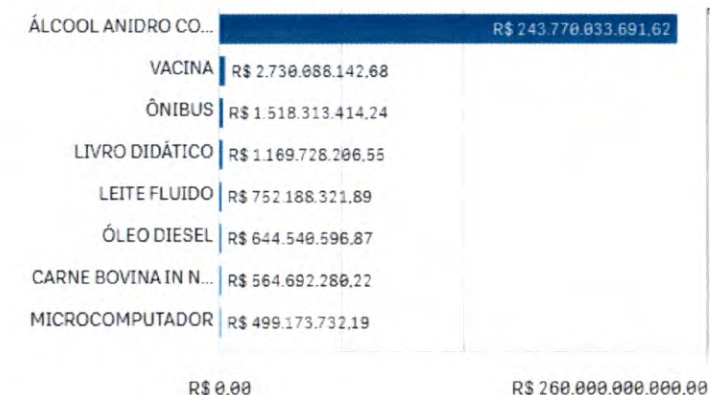 ÁLCOOL ANIDRO CO... R$ 243.770.033.691,62
VACINA R$ 2.730.088.142,68
ÔNIBUS R$ 1.518.313.414,24
LIVRO DIDÁTICO R$ 1.169.728.206,55
LEITE FLUIDO R$ 752.188.321,89
ÓLEO DIESEL R$ 644.540.596,87
CARNE BOVINA IN N... R$ 564.692.280,22
MICROCOMPUTADOR R$ 499.173.732,19
R$ 0,00 R$ 260.000.000.000,00